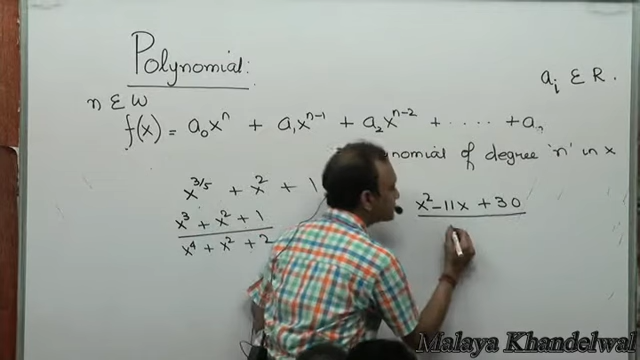 Polynomial:
aᵢ ∈ R.
n ∈ W
f(x) = a₀xⁿ + a₁xⁿ⁻¹ + a₂xⁿ⁻² + ..... + aₙ
of degree 'n' in x
x^{3/5} + x² + 1
x² - 11x + 30
x³ + x² + 1
x⁴ + x² + 2
Malaya Khandelwal